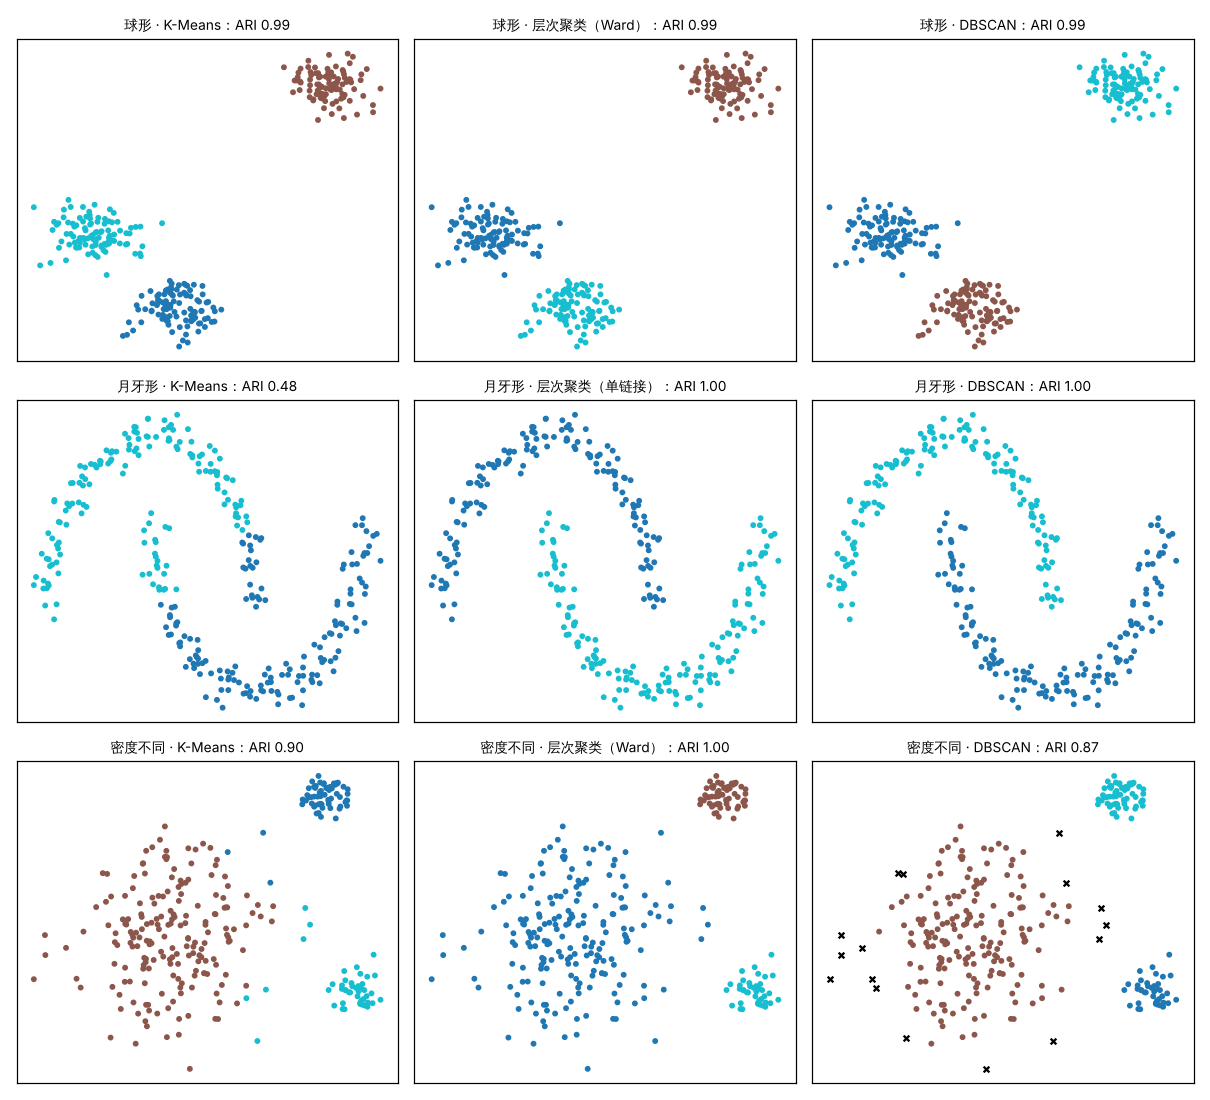 球形 · K-Means：ARI 0.99
球形 · 层次聚类（Ward）：ARI 0.99
球形 · DBSCAN：ARI 0.99
月牙形 · K-Means：ARI 0.48
月牙形 · 层次聚类（单链接）：ARI 1.00
月牙形 · DBSCAN：ARI 1.00
密度不同 · K-Means：ARI 0.90
密度不同 · 层次聚类（Ward）：ARI 1.00
密度不同 · DBSCAN：ARI 0.87